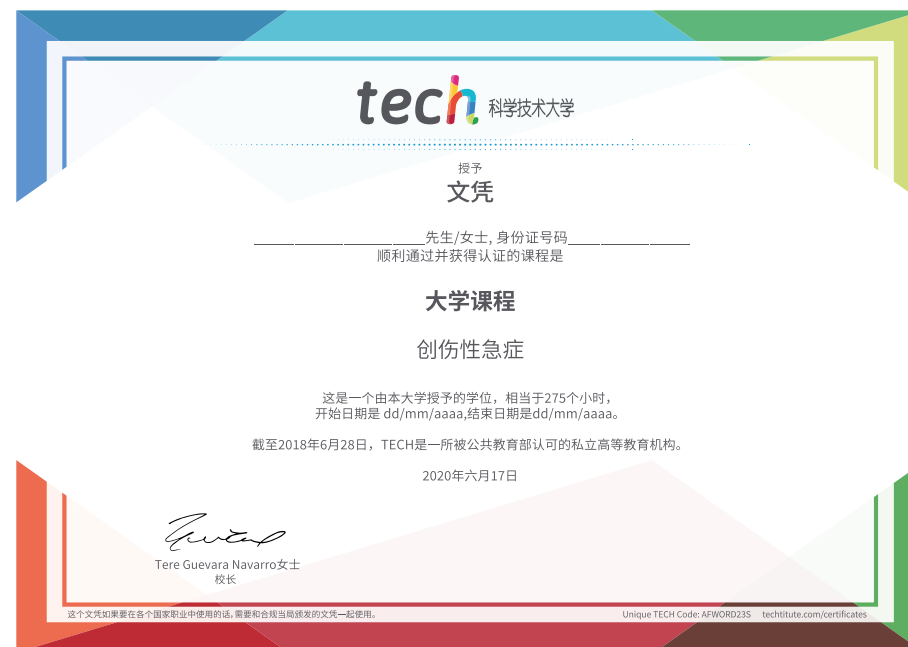 tech 科学技术大学
授予
文凭
____________________先生/女士, 身份证号码_______________
顺利通过并获得认证的课程是
大学课程
创伤性急症
这是一个由本大学授予的学位，相当于275个小时，
开始日期是 dd/mm/aaaa,结束日期是dd/mm/aaaa。
截至2018年6月28日，TECH是一所被公共教育部认可的私立高等教育机构。
2020年六月17日
Tere Guevara Navarro女士
校长
这个文凭如果要在各个国家职业中使用的话,需要和合规当局颁发的文凭一起使用。
Unique TECH Code: AFWORD23S techtitute.com/certificates